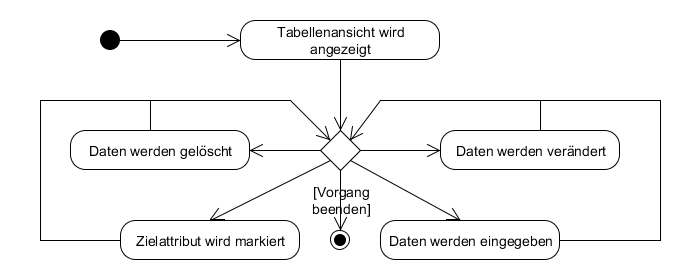 Tabellenansicht wird
angezeigt
Daten werden gelöscht
Daten werden verändert
[Vorgang
beenden]
Zielattribut wird markiert
Daten werden eingegeben